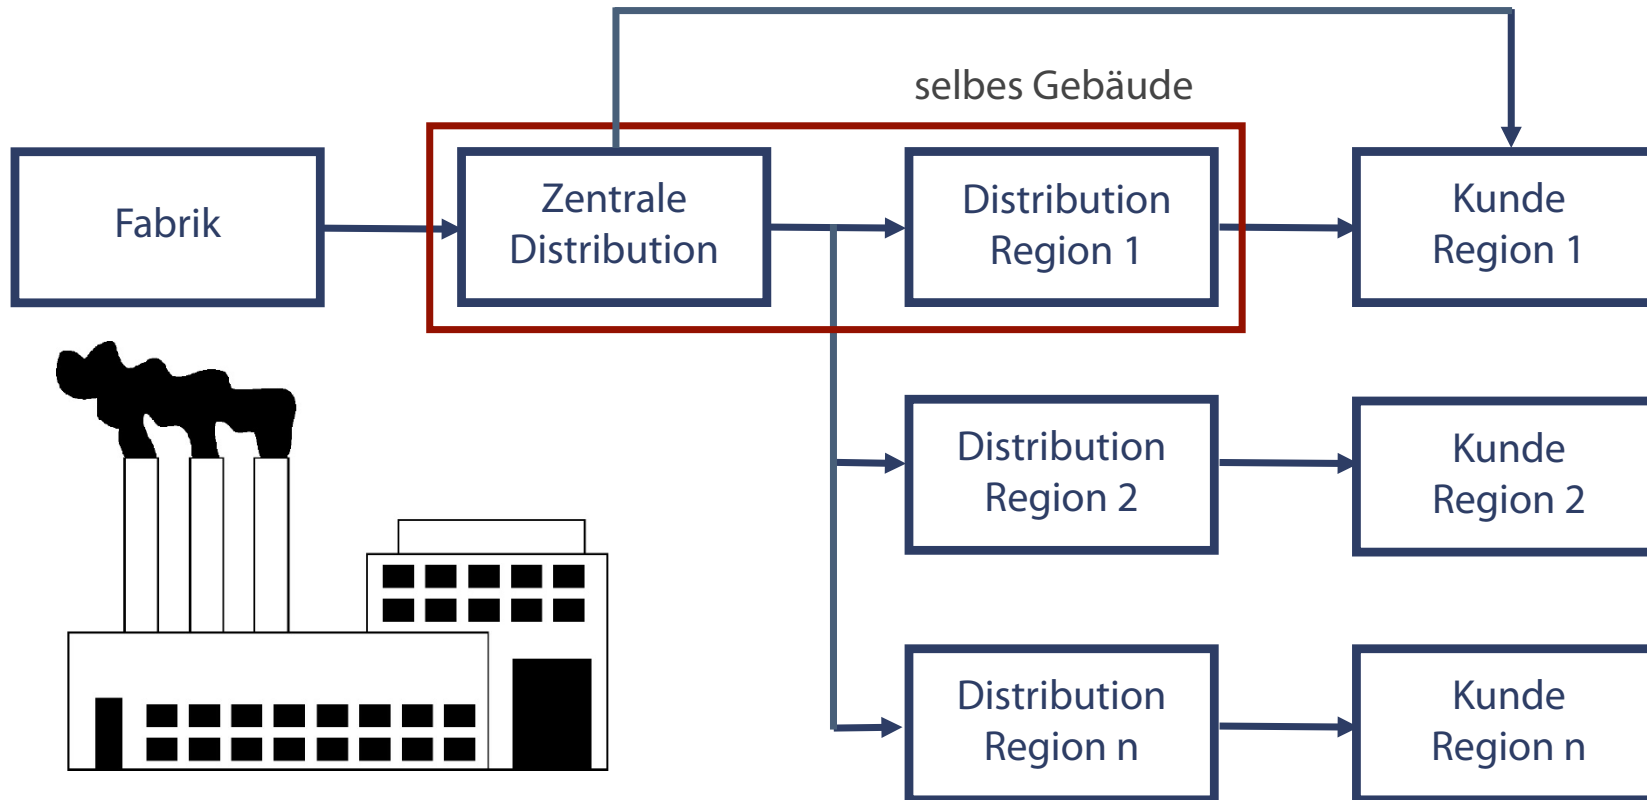 selbes Gebäude
Fabrik
Zentrale
Distribution
Distribution
Region 1
Kunde
Region 1
Distribution
Region 2
Kunde
Region 2
Distribution
Region n
Kunde
Region n